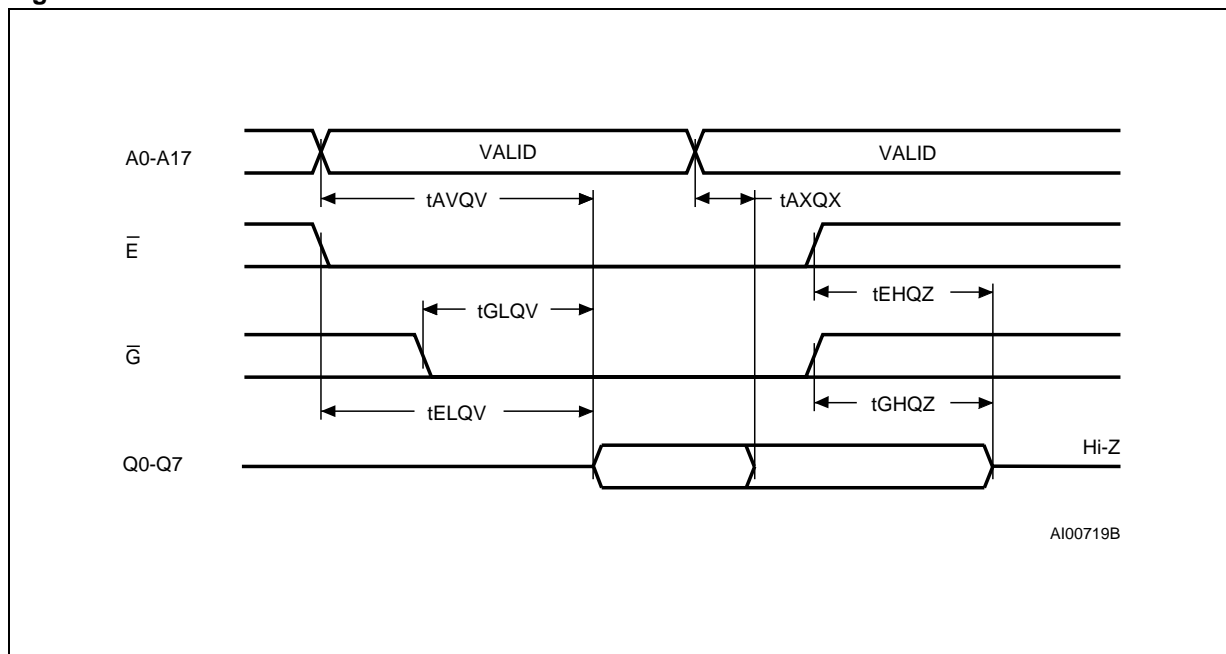 A0-A17
VALID
VALID
tAVQV
tAXQX
E̅
tEHQZ
tGLQV
G̅
tGHQZ
tELQV
Q0-Q7
Hi-Z
AI00719B